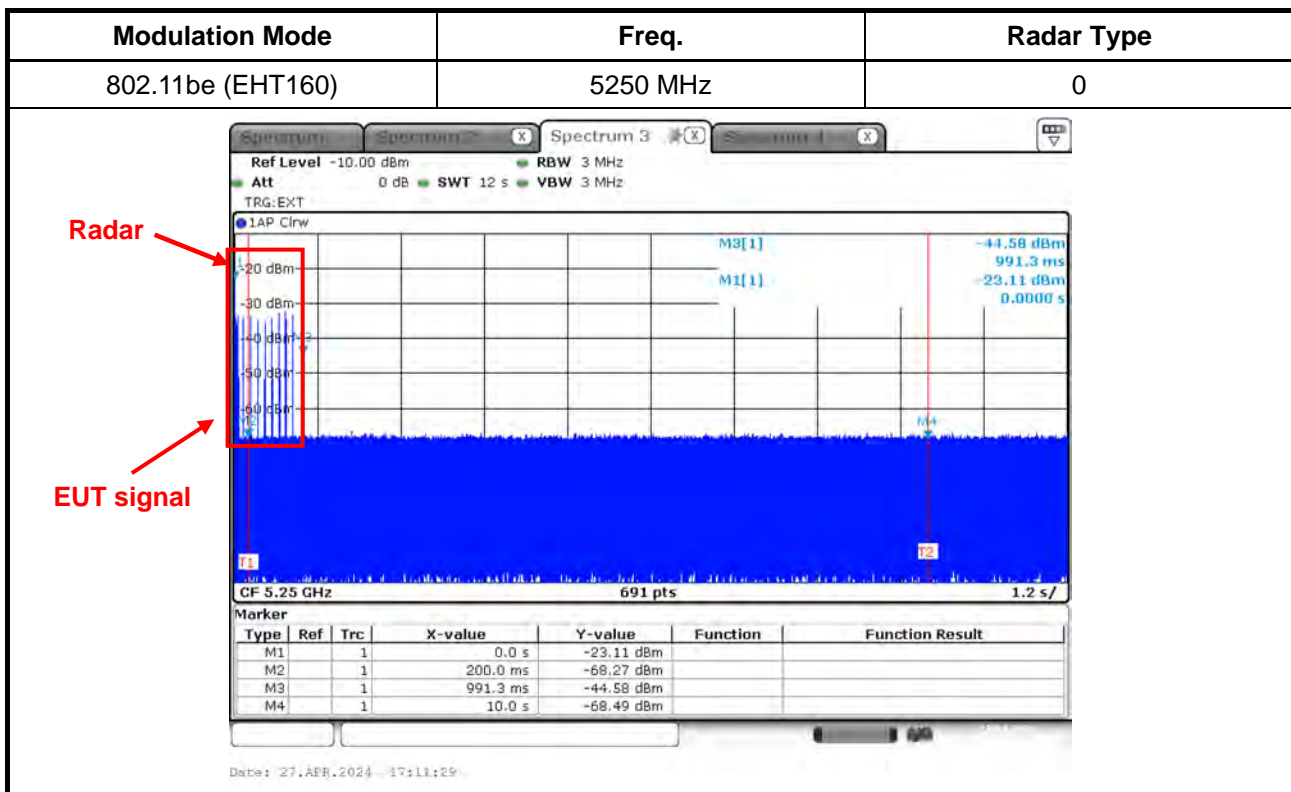 Modulation Mode Freq. Radar Type
802.11be (EHT160) 5250 MHz 0
Spectrum Spectrum 2 X Spectrum 3 X Spectrum 4 X
Ref Level -10.00 dBm RBW 3 MHz
Att 0 dB SWT 12 s VBW 3 MHz
TRG:EXT
1AP Clrw
Radar
M3[1] -44.58 dBm
991.3 ms
-20 dBm
M1[1] -23.11 dBm
0.0000 s
-30 dBm
-40 dBm
-50 dBm
-60 dBm
M4
EUT signal
T1 T2
CF 5.25 GHz 691 pts 1.2 s/
Marker
Type Ref Trc X-value Y-value Function Function Result
M1 1 0.0 s -23.11 dBm
M2 1 200.0 ms -68.27 dBm
M3 1 991.3 ms -44.58 dBm
M4 1 10.0 s -68.49 dBm
Date: 27.APR.2024 17:11:29